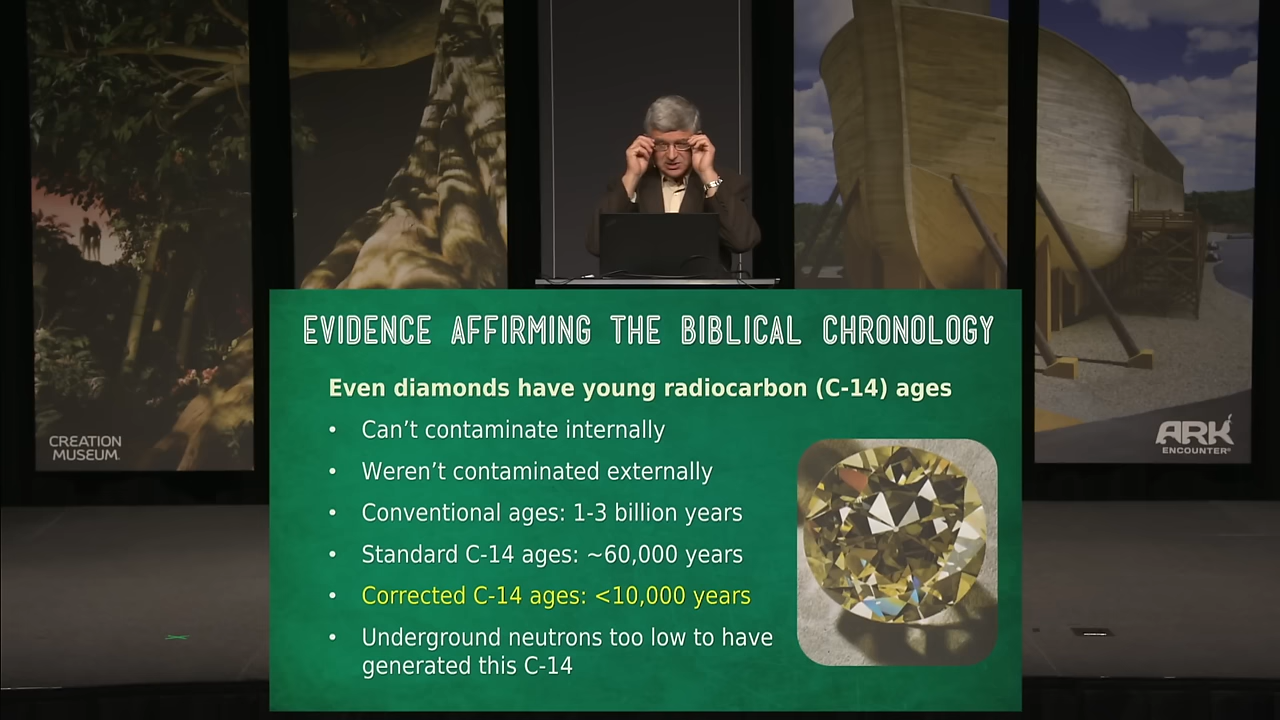 CREATION
MUSEUM.
ARK
ENCOUNTER®
EVIDENCE AFFIRMING THE BIBLICAL CHRONOLOGY
Even diamonds have young radiocarbon (C-14) ages
• Can’t contaminate internally
• Weren’t contaminated externally
• Conventional ages: 1-3 billion years
• Standard C-14 ages: ~60,000 years
• Corrected C-14 ages: <10,000 years
• Underground neutrons too low to have
generated this C-14